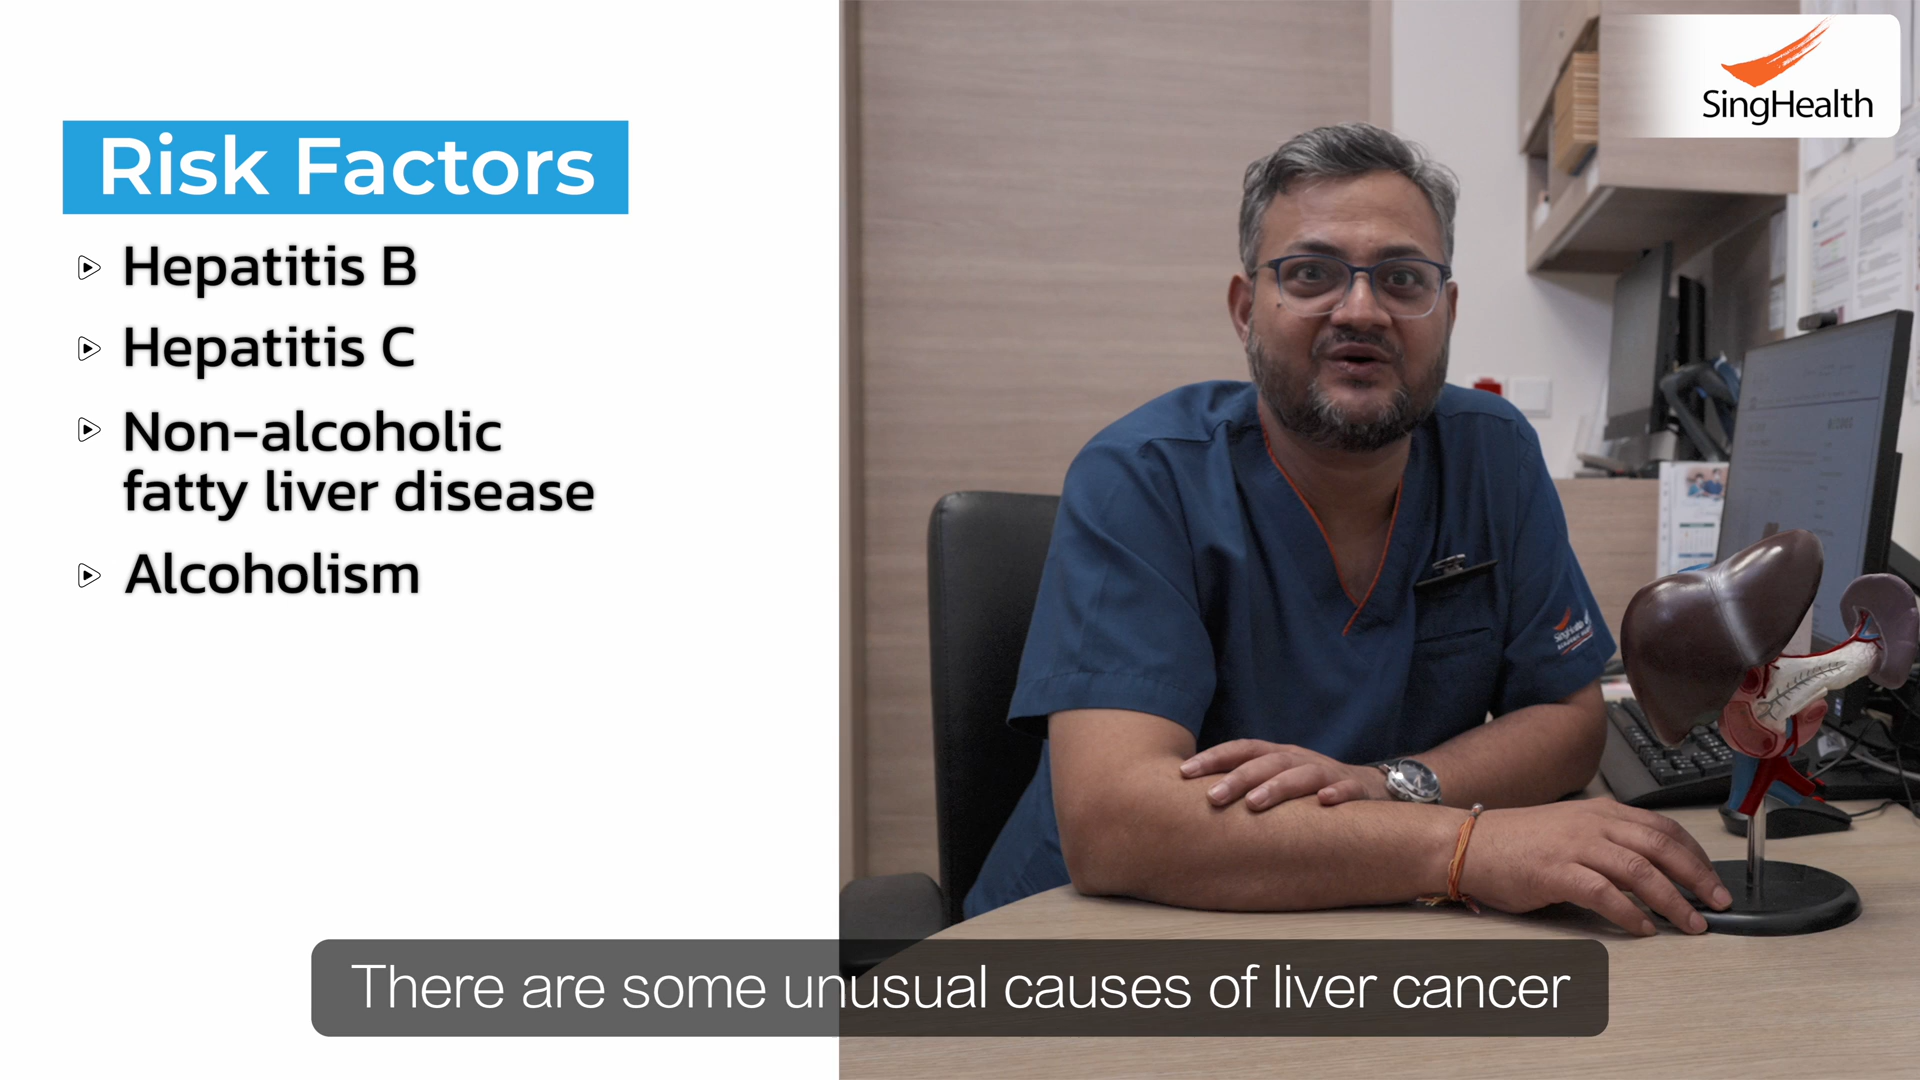 Risk Factors
Hepatitis B
Hepatitis C
Non-alcoholic
fatty liver disease
Alcoholism
SingHealth
There are some unusual causes of liver cancer